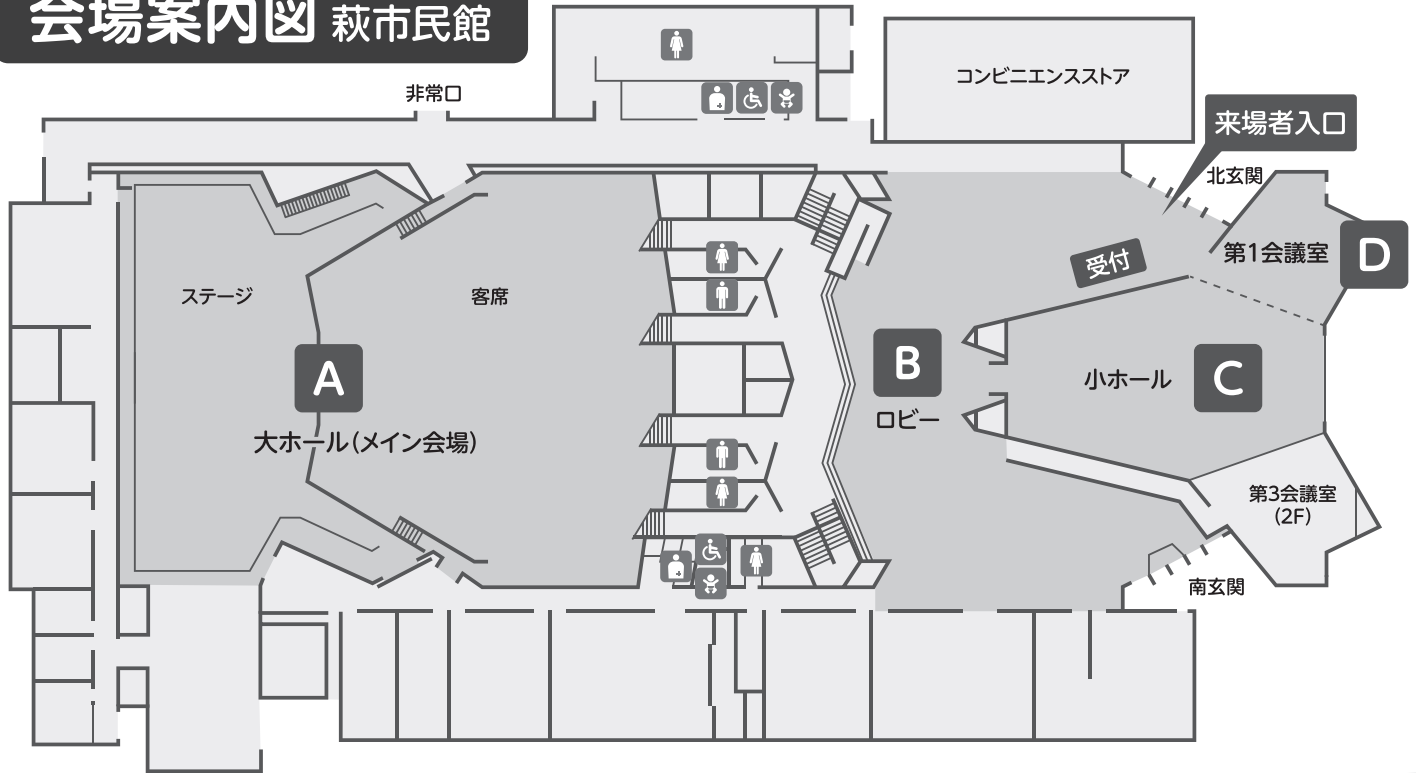 会場案内図 萩市民館
非常口
コンビニエンスストア
来場者入口
北玄関
第1会議室
D
受付
ステージ
客席
A
大ホール(メイン会場)
B
ロビー
小ホール
C
第3会議室
(2F)
南玄関